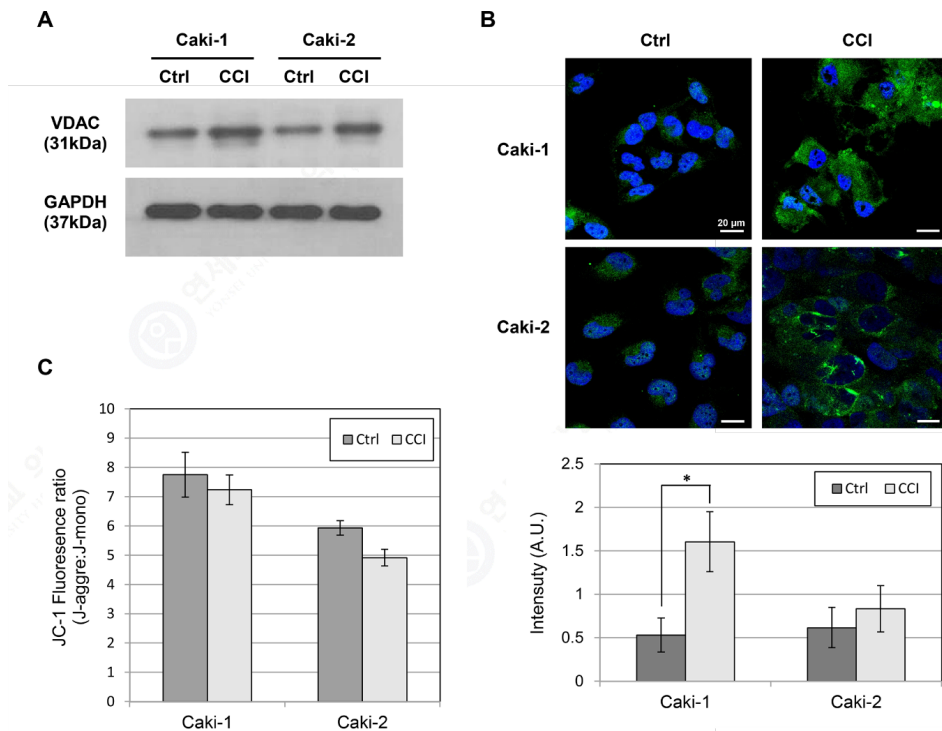 A
Caki-1 Caki-2
Ctrl CCI Ctrl CCI
VDAC
(31kDa)
GAPDH
(37kDa)
B
Ctrl CCI
Caki-1
20 μm
Caki-2
C
10
9
8
7
6
5
4
3
2
1
0
JC-1 Fluoresence ratio
(J-aggre:J-mono)
Ctrl CCI
Caki-1 Caki-2
2.5
2
1.5
1
0.5
0
Intensuty (A.U.)
Ctrl CCI
*
Caki-1 Caki-2